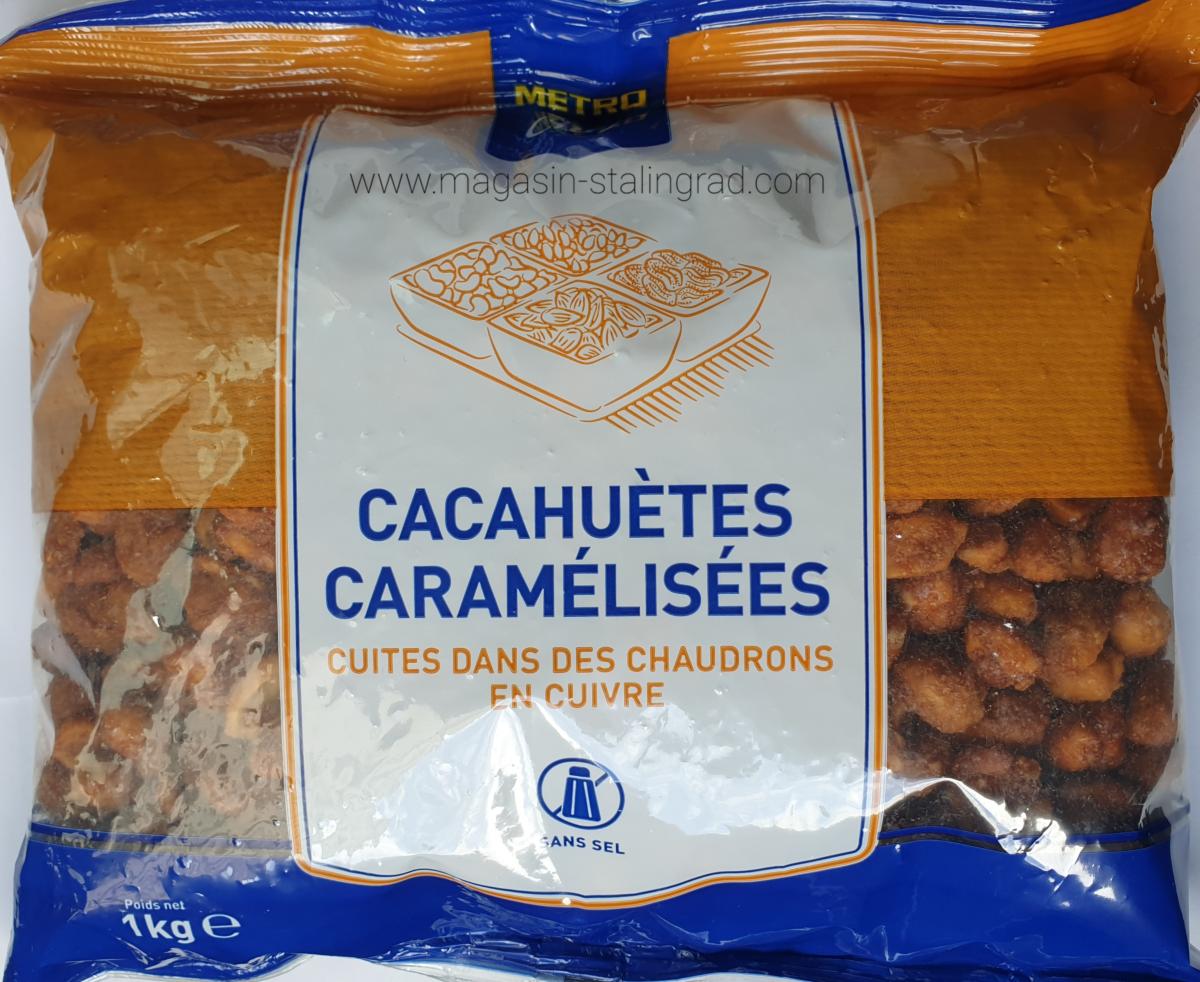 METRO
www.magasin-stalingrad.com
CACAHUÈTES
CARAMÉLISÉES
CUITES DANS DES CHAUDRONS
EN CUIVRE
SANS SEL
Poids net
1kg ℮